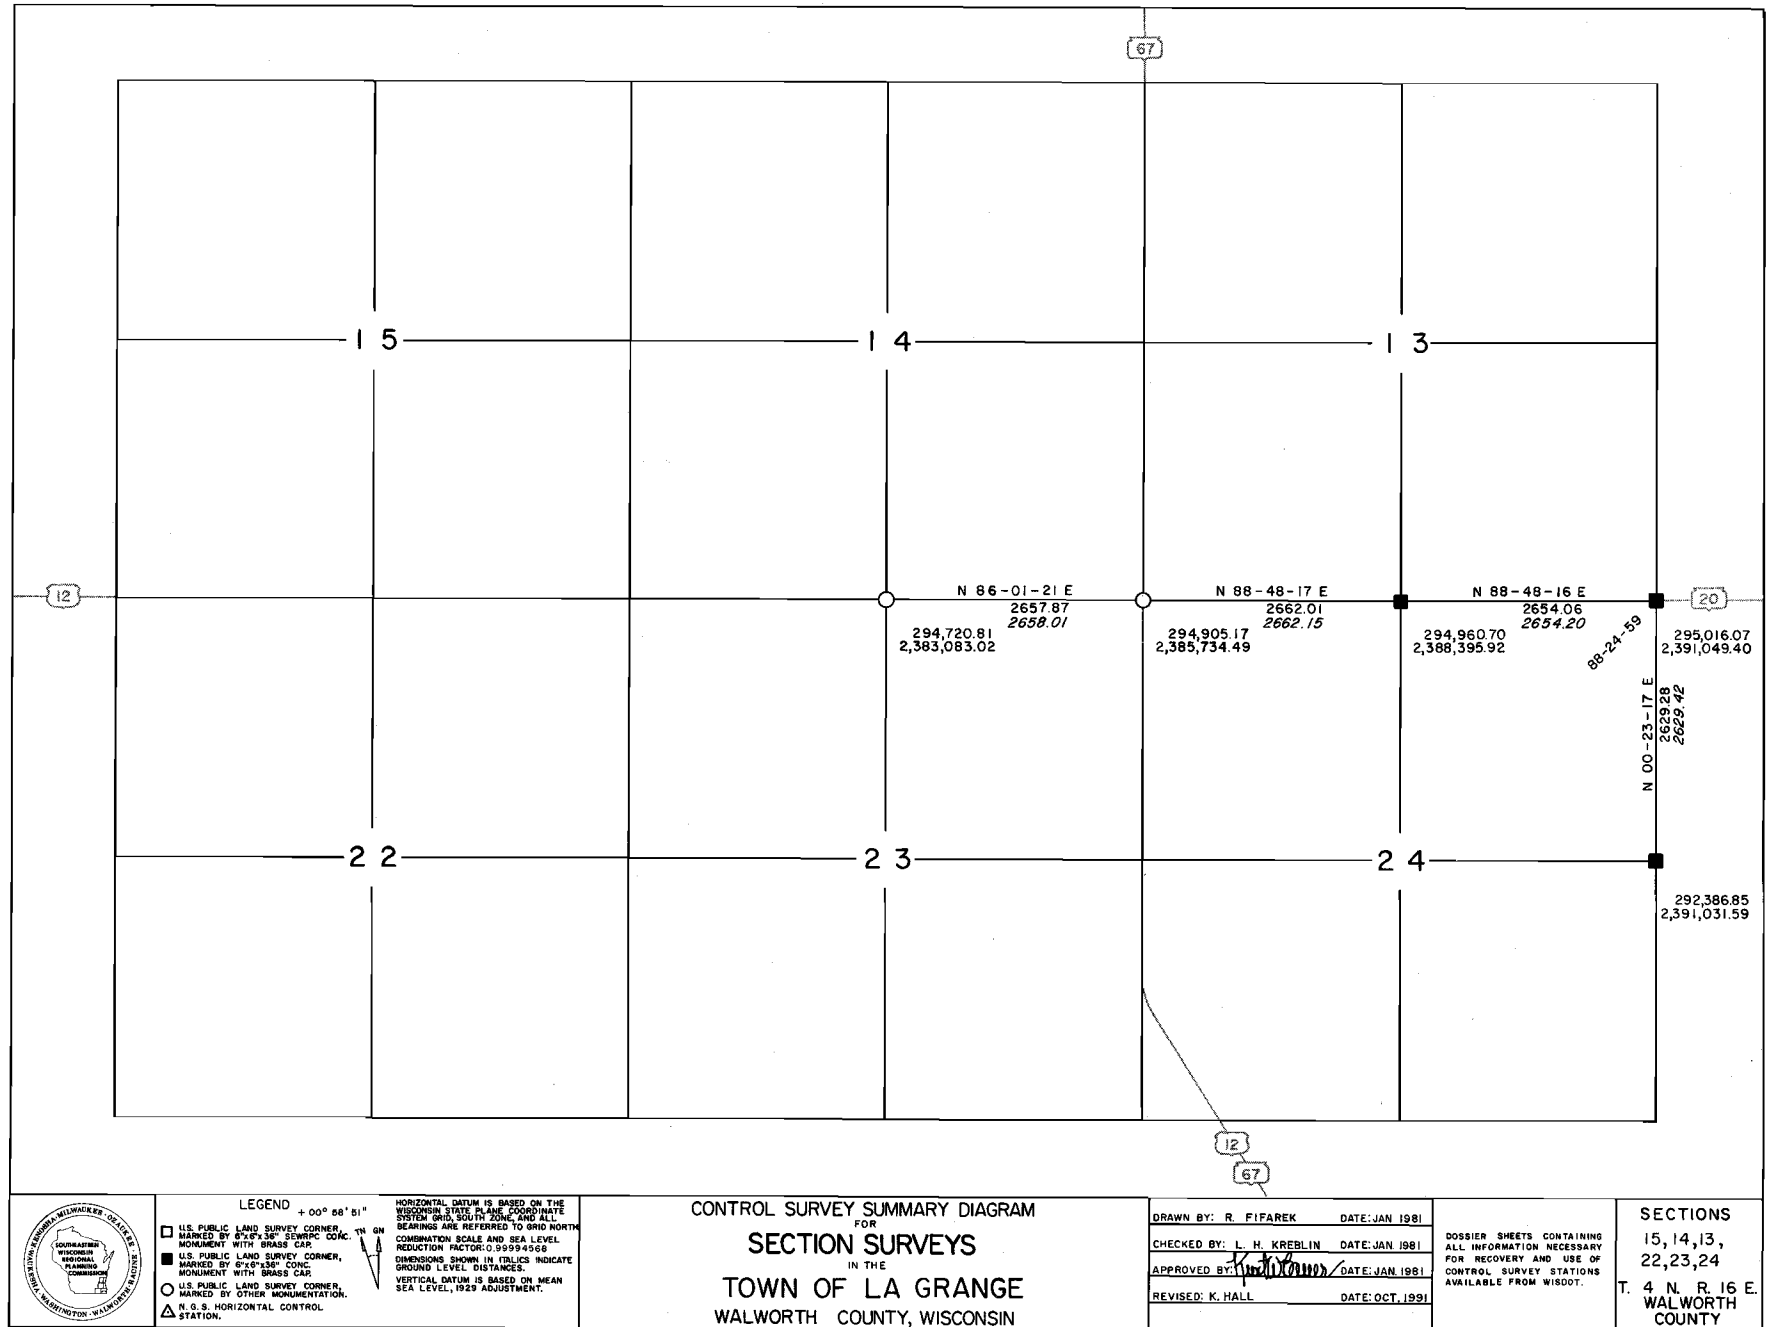 67
15
14
13
12
N 86-01-21 E
2657.87
2658.01
294,720.81
2,383,083.02
N 88-48-17 E
2662.01
2662.15
294,905.17
2,385,734.49
N 88-48-16 E
2654.06
2654.20
294,960.70
2,388,395.92
88-24-59
20
295,016.07
2,391,049.40
N 00-23-17 E
2629.28
2629.42
22
23
24
292,386.85
2,391,031.59
12
67
SOUTHEASTERN
WISCONSIN
REGIONAL
PLANNING
COMMISSION
KENOSHA · MILWAUKEE · OZAUKEE · RACINE · WALWORTH · WASHINGTON · WAUKESHA
LEGEND
U.S. PUBLIC LAND SURVEY CORNER,
MARKED BY 6"x6"x36" SEWRPC CONC.
MONUMENT WITH BRASS CAP.
U.S. PUBLIC LAND SURVEY CORNER,
MARKED BY 6"x6"x36" CONC.
MONUMENT WITH BRASS CAP.
U.S. PUBLIC LAND SURVEY CORNER,
MARKED BY OTHER MONUMENTATION.
N.G.S. HORIZONTAL CONTROL
STATION.
TN GN
HORIZONTAL DATUM IS BASED ON THE
WISCONSIN STATE PLANE COORDINATE
SYSTEM GRID, SOUTH ZONE, AND ALL
BEARINGS ARE REFERRED TO GRID NORTH
COMBINATION SCALE AND SEA LEVEL
REDUCTION FACTOR: 0.99994568
DIMENSIONS SHOWN IN ITALICS INDICATE
GROUND LEVEL DISTANCES.
VERTICAL DATUM IS BASED ON MEAN
SEA LEVEL, 1929 ADJUSTMENT.
CONTROL SURVEY SUMMARY DIAGRAM
FOR
SECTION SURVEYS
IN THE
TOWN OF LA GRANGE
WALWORTH COUNTY, WISCONSIN
DRAWN BY: R. FIFAREK DATE: JAN 1981
CHECKED BY: L. H. KREBLIN DATE: JAN. 1981
APPROVED BY: DATE: JAN. 1981
REVISED: K. HALL DATE: OCT. 1991
DOSSIER SHEETS CONTAINING
ALL INFORMATION NECESSARY
FOR RECOVERY AND USE OF
CONTROL SURVEY STATIONS
AVAILABLE FROM WISDOT.
SECTIONS
15, 14, 13,
22, 23, 24
T. 4 N. R. 16 E.
WALWORTH
COUNTY